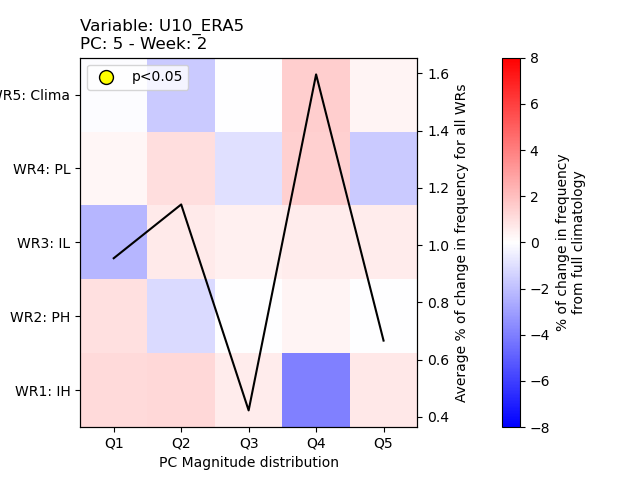 Variable: U10_ERA5
PC: 5 - Week: 2
p<0.05
WR5: Clima
WR4: PL
WR3: IL
WR2: PH
WR1: IH
Q1 Q2 Q3 Q4 Q5
PC Magnitude distribution
1.6
1.4
1.2
1.0
0.8
0.6
0.4
Average % of change in frequency for all WRs
8
6
4
2
0
−2
−4
−6
−8
% of change in frequency
from full climatology